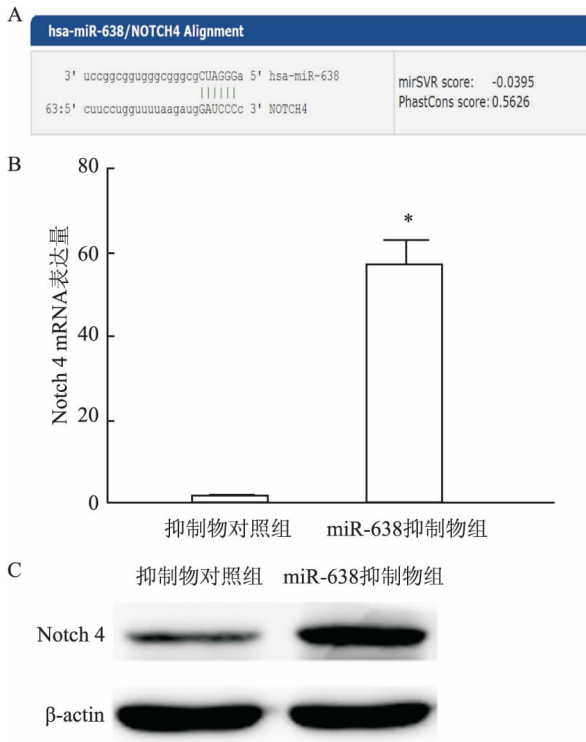 A
hsa-miR-638/NOTCH4 Alignment
3' uccggcggugggcgggcgCUAGGGa 5' hsa-miR-638
||||||
63:5' cuuccugguuuuaagaugGAUCCCc 3' NOTCH4
mirSVR score: -0.0395
PhastCons score: 0.5626
B
Notch 4 mRNA表达量
80
60
40
20
0
*
抑制物对照组 miR-638抑制物组
C
抑制物对照组 miR-638抑制物组
Notch 4
β-actin